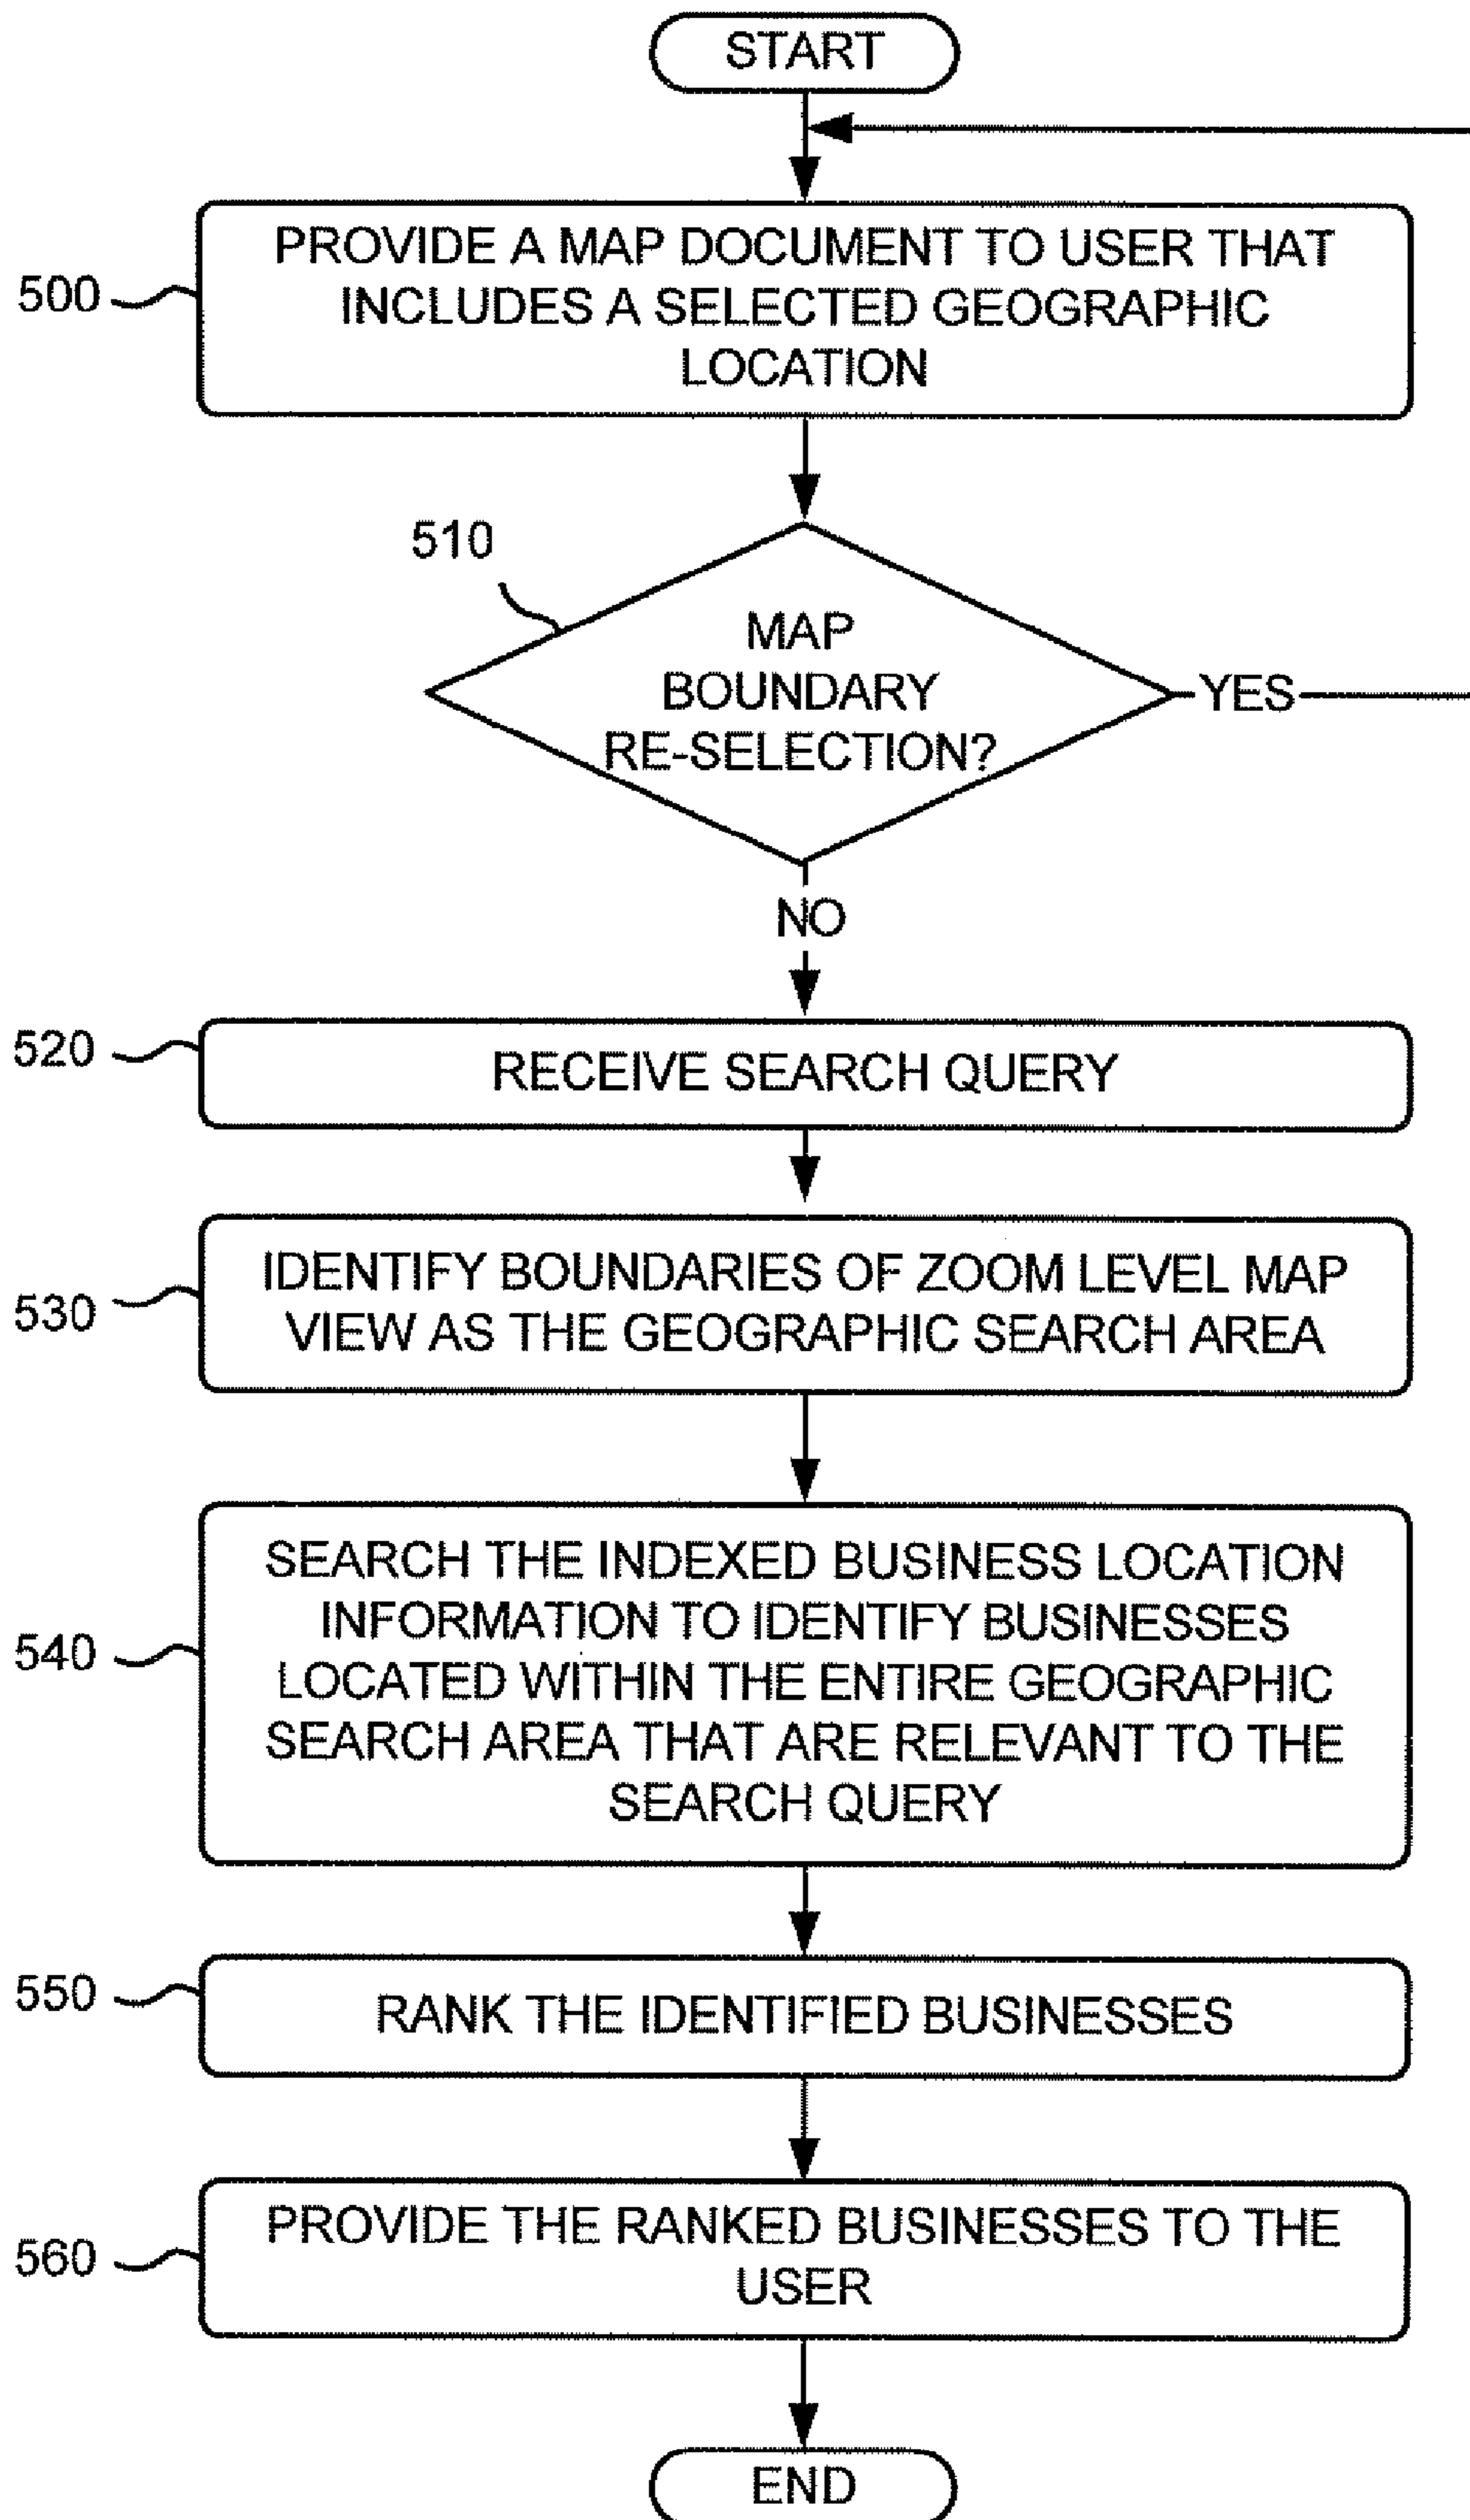 START
PROVIDE A MAP DOCUMENT TO USER THAT
INCLUDES A SELECTED GEOGRAPHIC
LOCATION
500
510
MAP
BOUNDARY
RE-SELECTION?
YES
NO
520
RECEIVE SEARCH QUERY
530
IDENTIFY BOUNDARIES OF ZOOM LEVEL MAP
VIEW AS THE GEOGRAPHIC SEARCH AREA
540
SEARCH THE INDEXED BUSINESS LOCATION
INFORMATION TO IDENTIFY BUSINESSES
LOCATED WITHIN THE ENTIRE GEOGRAPHIC
SEARCH AREA THAT ARE RELEVANT TO THE
SEARCH QUERY
550
RANK THE IDENTIFIED BUSINESSES
560
PROVIDE THE RANKED BUSINESSES TO THE
USER
END